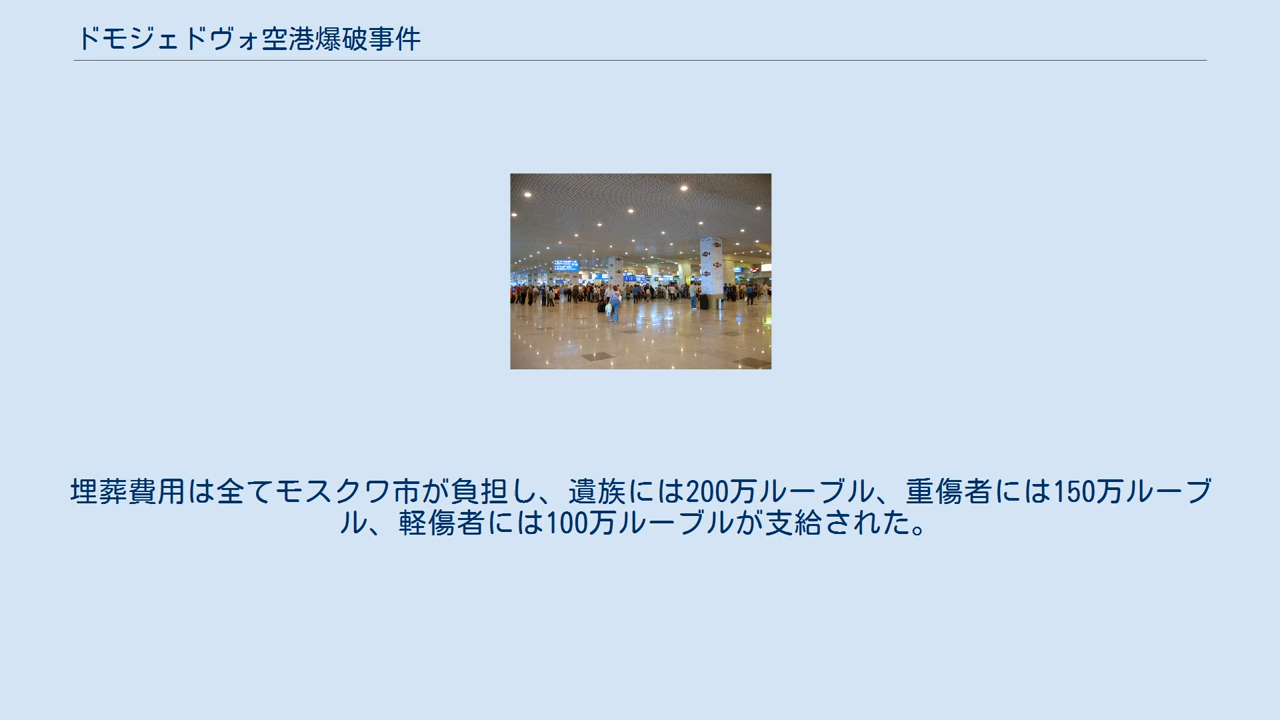 ドモジェドヴォ空港爆破事件
埋葬費用は全てモスクワ市が負担し、遺族には200万ルーブル、重傷者には150万ルーブ
ル、軽傷者には100万ルーブルが支給された。